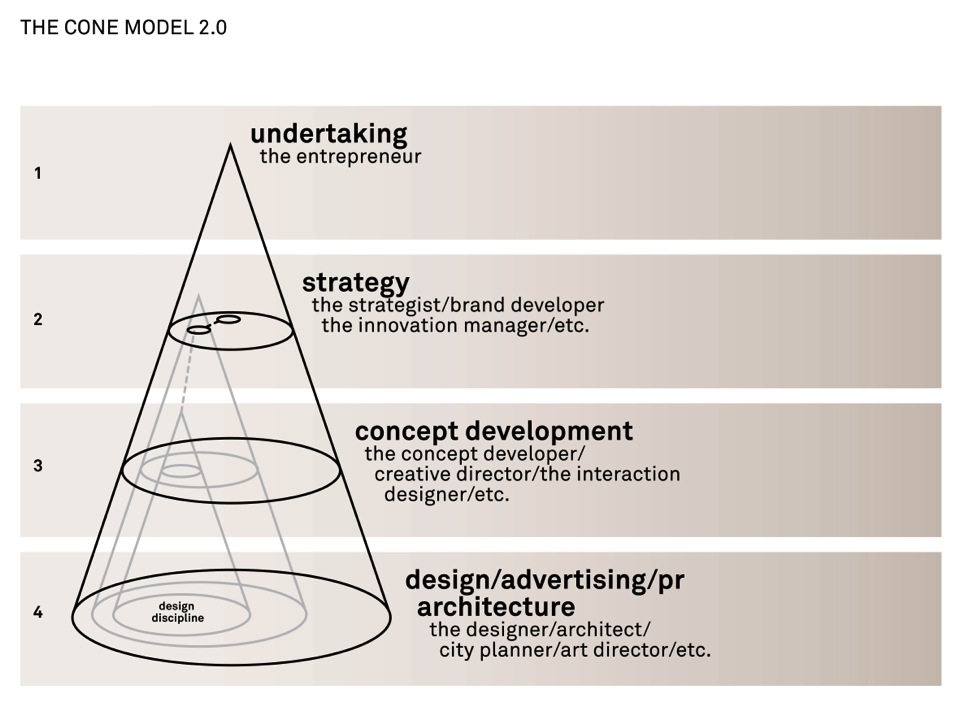 THE CONE MODEL 2.0
1
undertaking
the entrepreneur
2
strategy
the strategist/brand developer
the innovation manager/etc.
3
concept development
the concept developer/
creative director/the interaction
designer/etc.
4
design
discipline
design/advertising/pr
architecture
the designer/architect/
city planner/art director/etc.